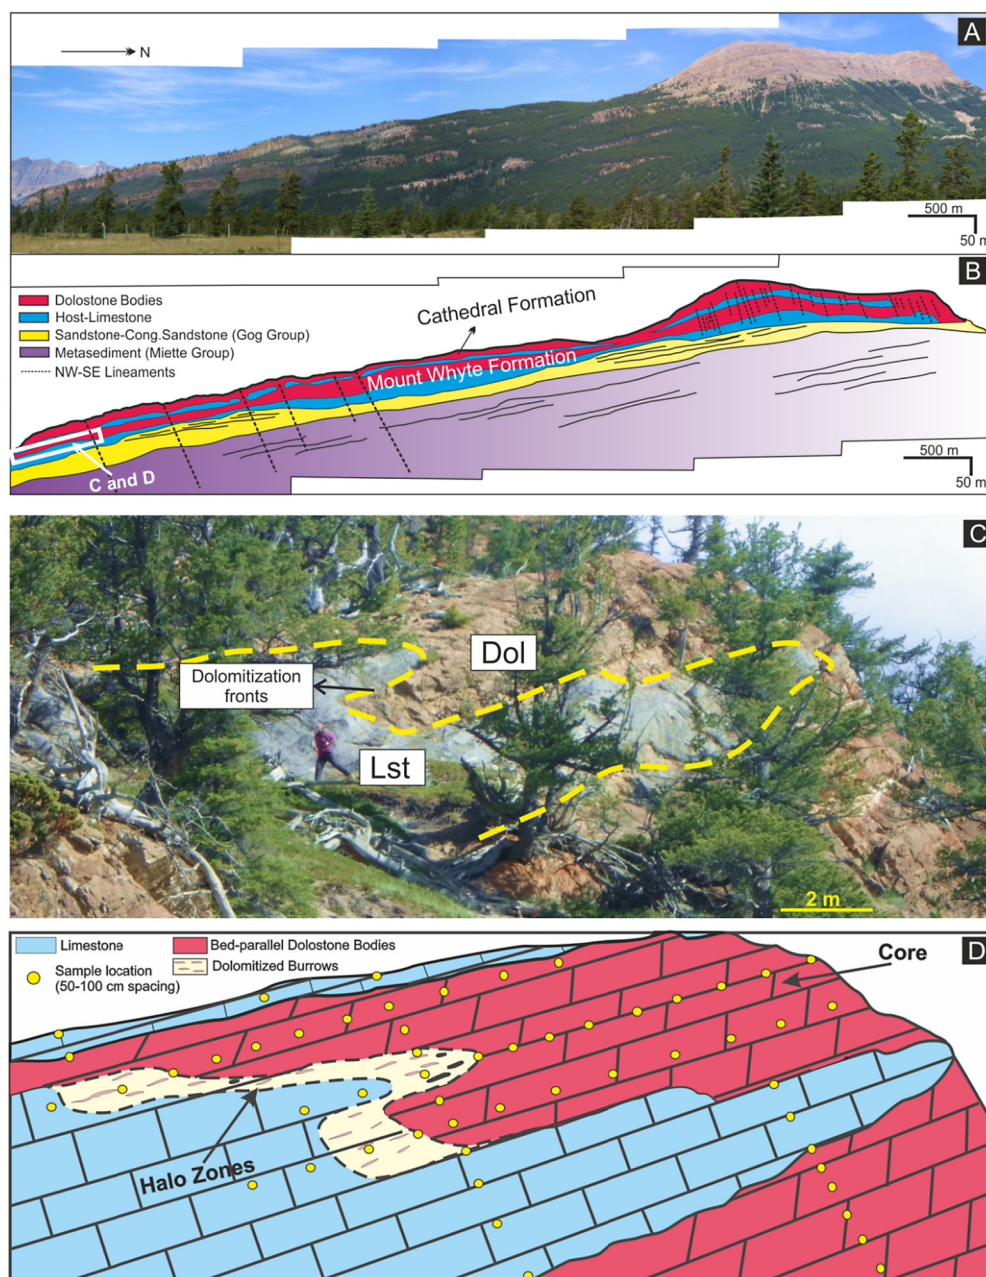 A
N
500 m
50 m
B
Dolostone Bodies
Host-Limestone
Sandstone-Cong.Sandstone (Gog Group)
Metasediment (Miette Group)
NW-SE Lineaments
Cathedral Formation
Mount Whyte Formation
C and D
500 m
50 m
C
Dol
Dolomitization
fronts
Lst
2 m
D
Limestone
Bed-parallel Dolostone Bodies
Sample location
(50-100 cm spacing)
Dolomitized Burrows
Core
Halo Zones